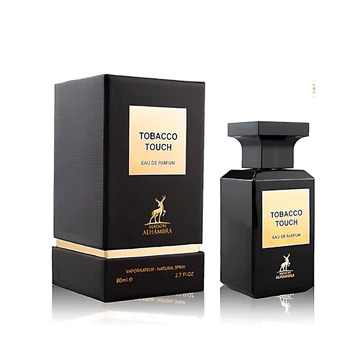 TOBACCO
TOUCH
EAU DE PARFUM
MAISON
ALHAMBRA
VAPORISATEUR - NATURAL SPRAY
80ml ℮ 2.7 FL.OZ
TOBACCO
TOUCH
EAU DE PARFUM
MAISON
ALHAMBRA